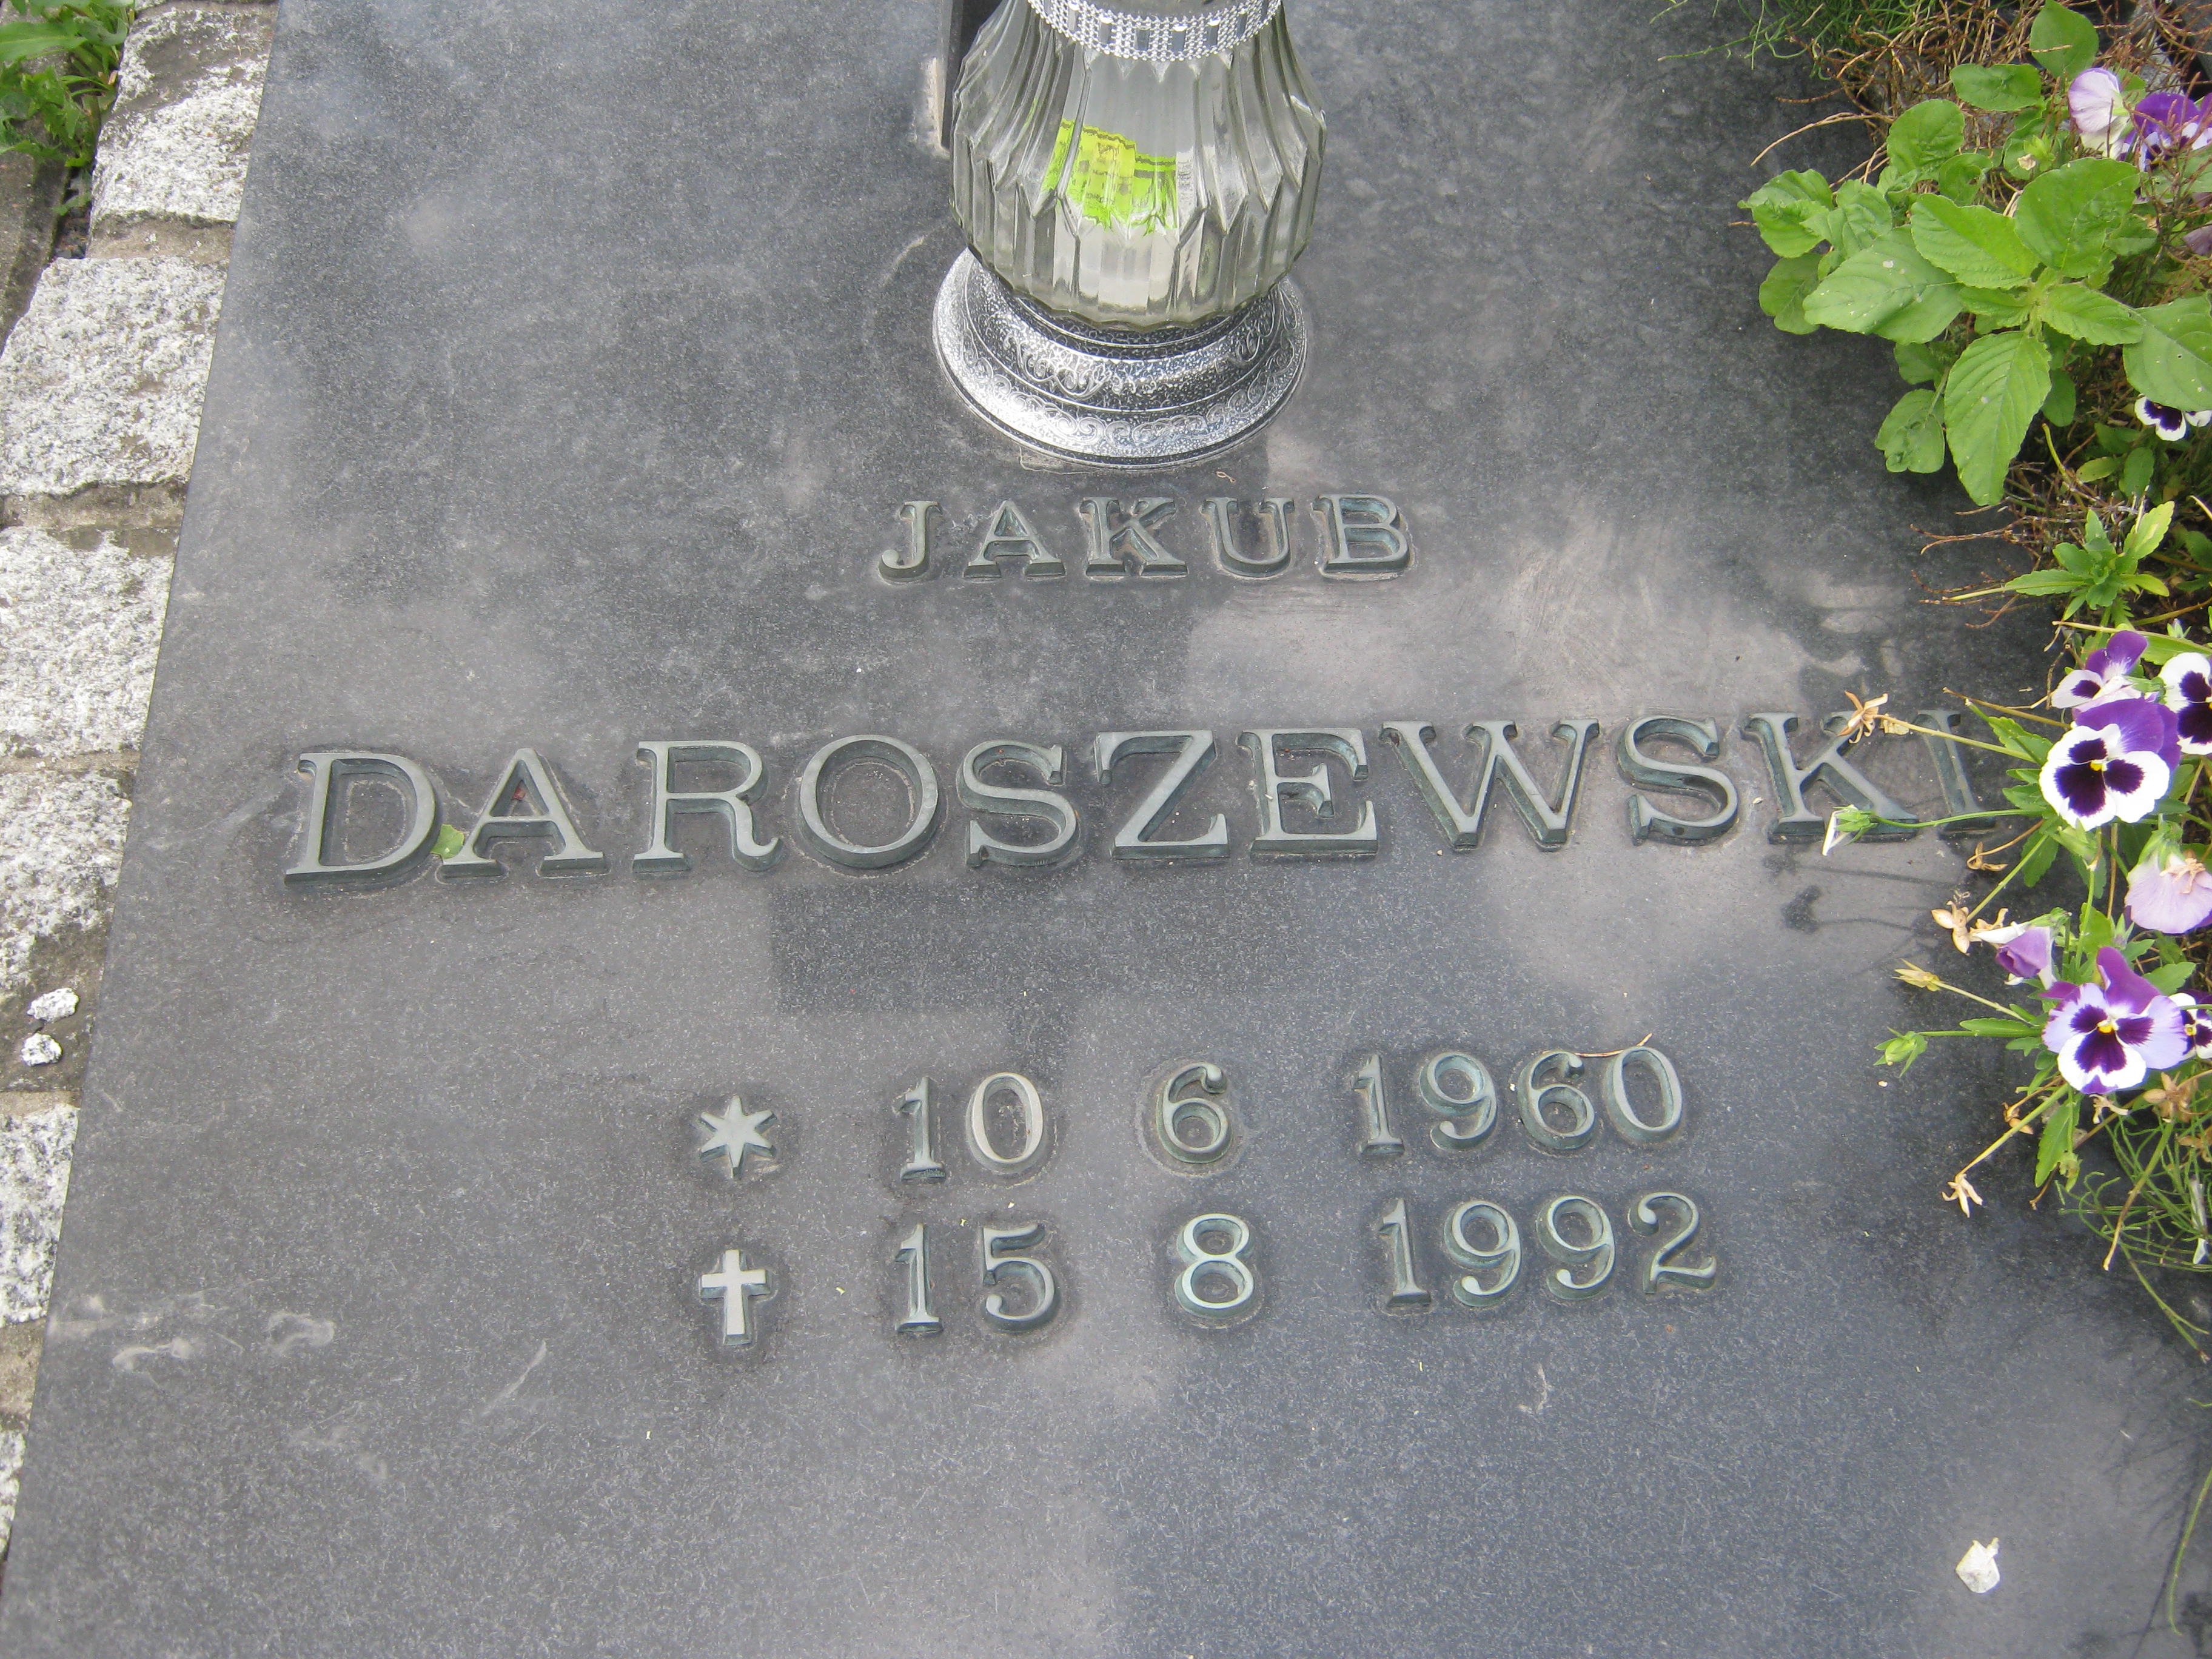 JAKUB
DAROSZEWSKI
* 10 6 1960
† 15 8 1992